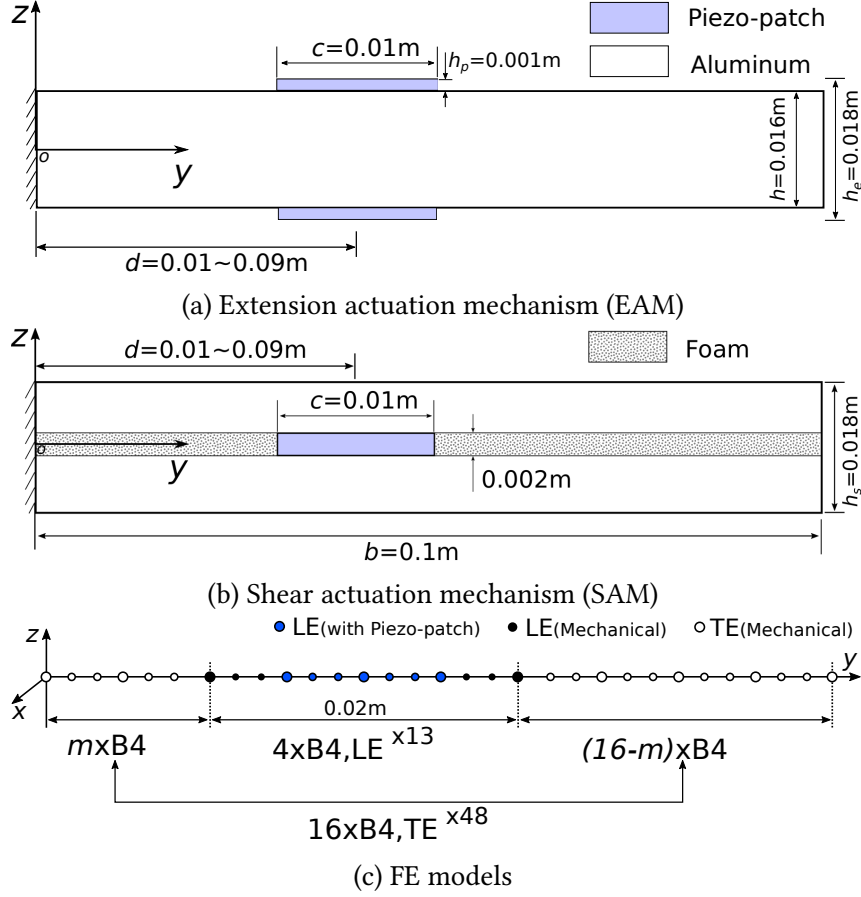 z
Piezo-patch
c=0.01m
h_p=0.001m
Aluminum
o
y
h=0.016m
h_e=0.018m
d=0.01~0.09m
(a) Extension actuation mechanism (EAM)
z
d=0.01~0.09m
Foam
c=0.01m
o
y
0.002m
h_s=0.018m
b=0.1m
(b) Shear actuation mechanism (SAM)
LE(with Piezo-patch) LE(Mechanical) TE(Mechanical)
z
y
x
0.02m
mxB4 4xB4,LE x13 (16-m)xB4
16xB4,TE x48
(c) FE models